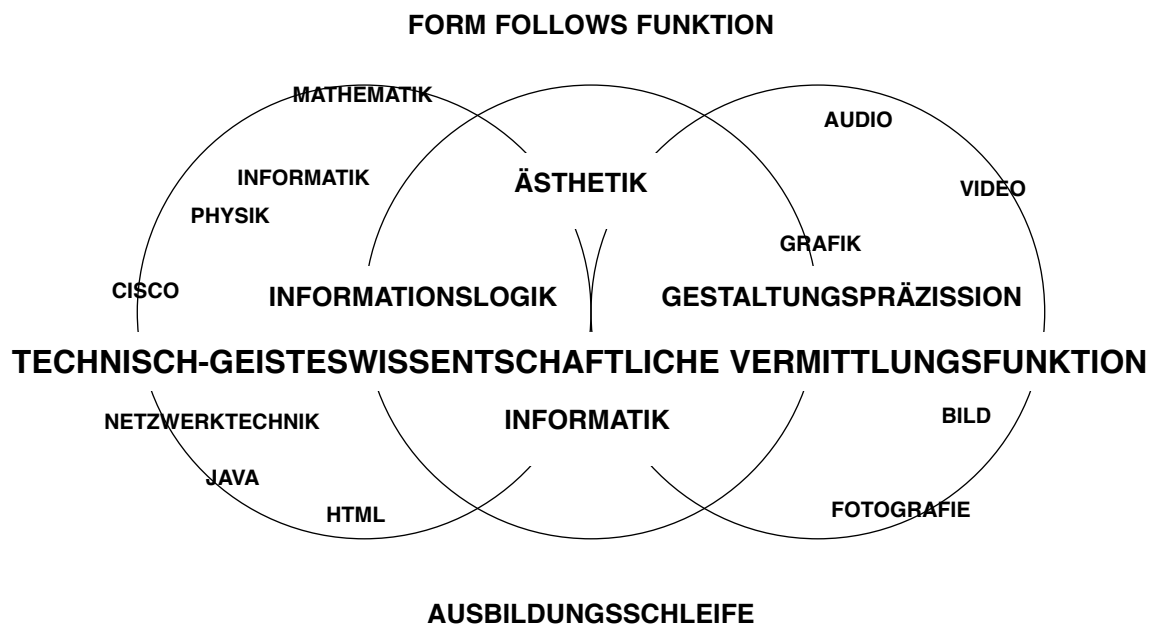 FORM FOLLOWS FUNKTION
MATHEMATIK
AUDIO
INFORMATIK
ÄSTHETIK
VIDEO
PHYSIK
GRAFIK
CISCO
INFORMATIONSLOGIK
GESTALTUNGSPRÄZISSION
TECHNISCH-GEISTESWISSENTSCHAFTLICHE VERMITTLUNGSFUNKTION
NETZWERKTECHNIK
INFORMATIK
BILD
JAVA
HTML
FOTOGRAFIE
AUSBILDUNGSSCHLEIFE